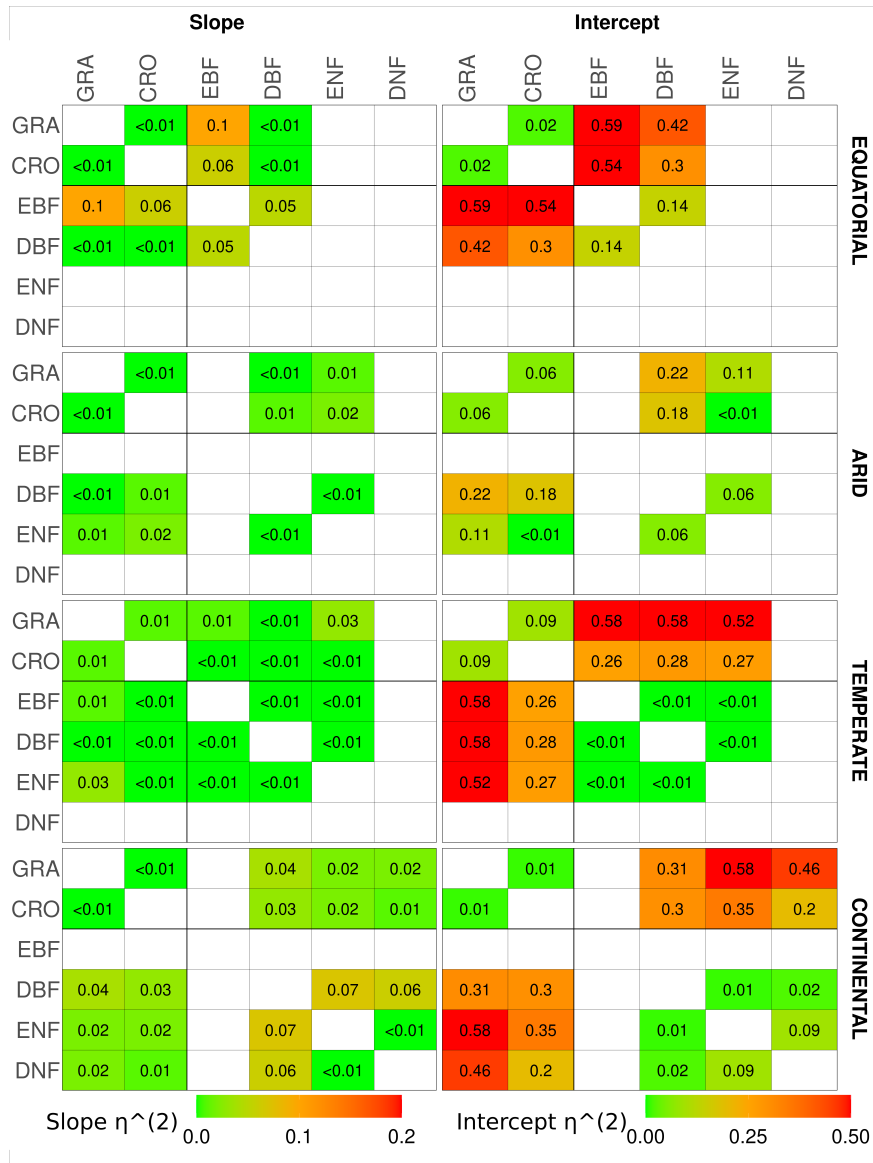 Slope Intercept
GRA CRO EBF DBF ENF DNF GRA CRO EBF DBF ENF DNF
EQUATORIAL
GRA <0.01 0.1 <0.01 0.02 0.59 0.42
CRO <0.01 0.06 <0.01 0.02 0.54 0.3
EBF 0.1 0.06 0.05 0.59 0.54 0.14
DBF <0.01 <0.01 0.05 0.42 0.3 0.14
ENF
DNF
ARID
GRA <0.01 <0.01 0.01 0.06 0.22 0.11
CRO <0.01 0.01 0.02 0.06 0.18 <0.01
EBF
DBF <0.01 0.01 <0.01 0.22 0.18 0.06
ENF 0.01 0.02 <0.01 0.11 <0.01 0.06
DNF
TEMPERATE
GRA 0.01 0.01 <0.01 0.03 0.09 0.58 0.58 0.52
CRO 0.01 <0.01 <0.01 <0.01 0.09 0.26 0.28 0.27
EBF 0.01 <0.01 <0.01 <0.01 0.58 0.26 <0.01 <0.01
DBF <0.01 <0.01 <0.01 <0.01 0.58 0.28 <0.01 <0.01
ENF 0.03 <0.01 <0.01 <0.01 0.52 0.27 <0.01 <0.01
DNF
CONTINENTAL
GRA <0.01 0.04 0.02 0.02 0.01 0.31 0.58 0.46
CRO <0.01 0.03 0.02 0.01 0.01 0.3 0.35 0.2
EBF
DBF 0.04 0.03 0.07 0.06 0.31 0.3 0.01 0.02
ENF 0.02 0.02 0.07 <0.01 0.58 0.35 0.01 0.09
DNF 0.02 0.01 0.06 <0.01 0.46 0.2 0.02 0.09
Slope η^(2) Intercept η^(2)
0.0 0.1 0.2 0.00 0.25 0.50